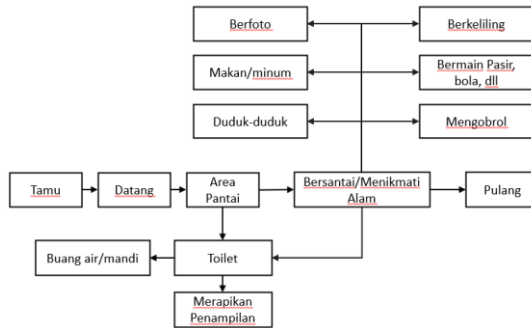 Berfoto
Berkeliling
Makan/minum
Bermain Pasir,
bola, dll
Duduk-duduk
Mengobrol
Tamu
Datang
Area
Pantai
Bersantai/Menikmati
Alam
Pulang
Buang air/mandi
Toilet
Merapikan
Penampilan